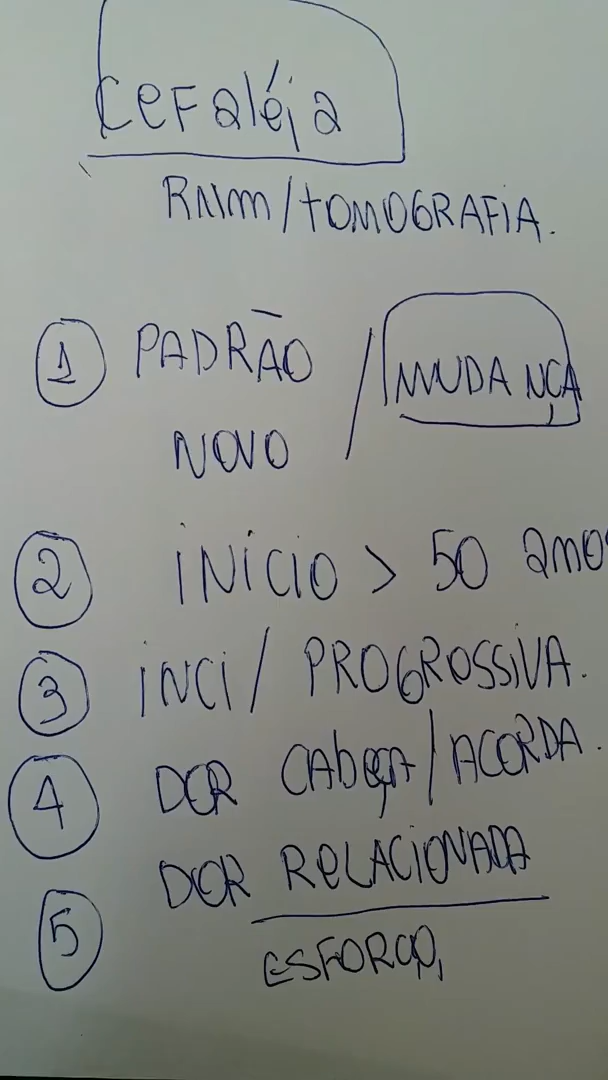 Cefaléia
RNM/TOMOGRAFIA.
1 PADRÃO / MUDANÇA
NOVO
2 INÍCIO > 50 anos
3 INCI/ PROGROSSIVA.
4 DOR CABEÇA/ACORDA.
DOR RELACIONADA
5 ESFORÇO,